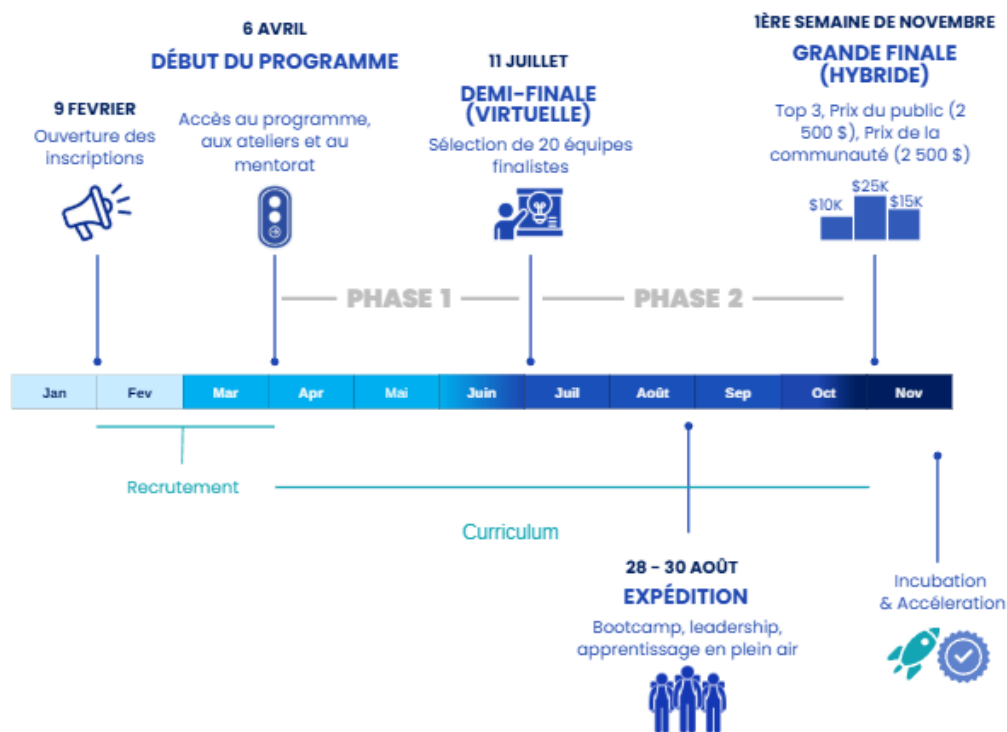 9 FEVRIER
Ouverture des
inscriptions
6 AVRIL
DÉBUT DU PROGRAMME
Accès au programme,
aux ateliers et au
mentorat
11 JUILLET
DEMI-FINALE
(VIRTUELLE)
Sélection de 20 équipes
finalistes
1ÈRE SEMAINE DE NOVEMBRE
GRANDE FINALE
(HYBRIDE)
Top 3, Prix du public (2
500 $), Prix de la
communauté (2 500 $)
$10K
$25K
$15K
PHASE 1
PHASE 2
Jan
Fev
Mar
Apr
Mai
Juin
Juil
Août
Sep
Oct
Nov
Recrutement
Curriculum
28 - 30 AOÛT
EXPÉDITION
Bootcamp, leadership,
apprentissage en plein air
Incubation
& Accéleration